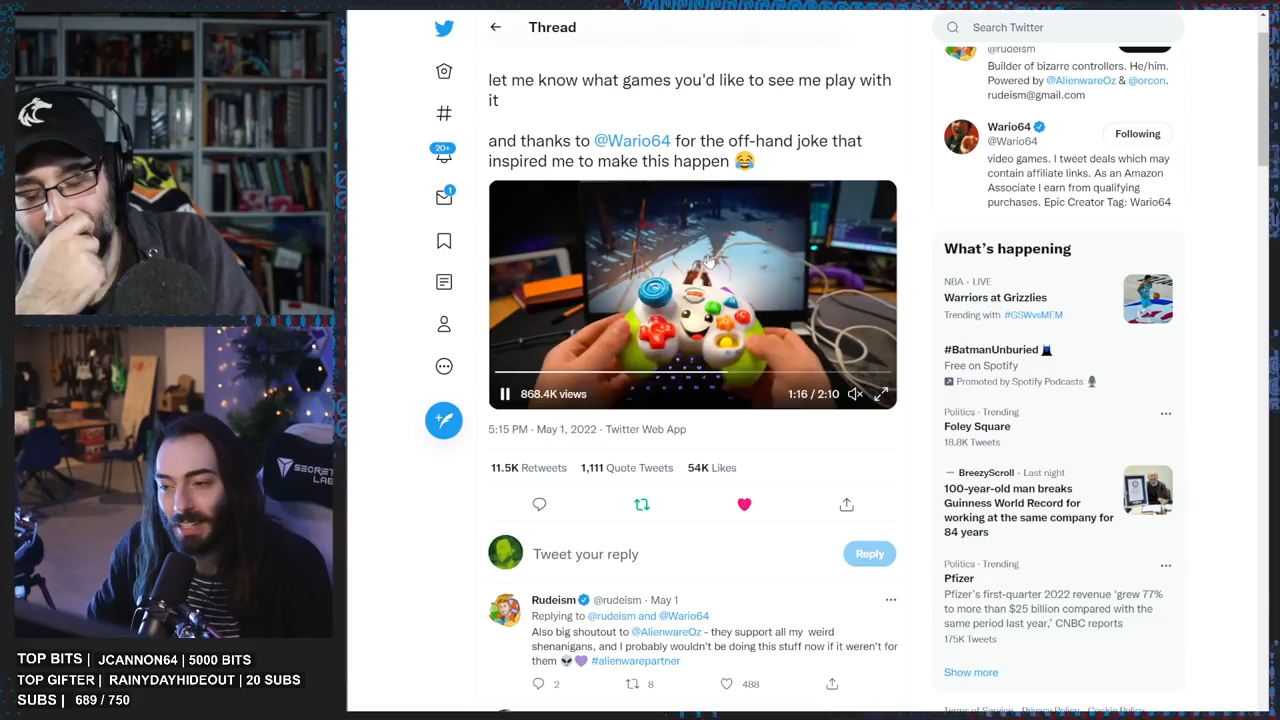 Thread
Search Twitter
let me know what games you'd like to see me play with
it
and thanks to @Wario64 for the off-hand joke that
inspired me to make this happen 😂
868.4K views
1:16 / 2:10
5:15 PM · May 1, 2022 · Twitter Web App
11.5K Retweets 1,111 Quote Tweets 54K Likes
Tweet your reply
Reply
Rudeism @rudeism · May 1
Replying to @rudeism and @Wario64
Also big shoutout to @AlienwareOz - they support all my weird
shenanigans, and I probably wouldn't be doing this stuff now if it weren't for
them 👽💜 #alienwarepartner
2 8 488
20+
1
@rudeism
Builder of bizarre controllers. He/him.
Powered by @AlienwareOz & @orcon.
rudeism@gmail.com
Wario64
@Wario64
Following
video games. I tweet deals which may
contain affiliate links. As an Amazon
Associate I earn from qualifying
purchases. Epic Creator Tag: Wario64
What's happening
NBA · LIVE
Warriors at Grizzlies
Trending with #GSWvsMEM
#BatmanUnburied
Free on Spotify
Promoted by Spotify Podcasts
Politics · Trending
Foley Square
18.8K Tweets
BreezyScroll · Last night
100-year-old man breaks
Guinness World Record for
working at the same company for
84 years
Politics · Trending
Pfizer
Pfizer's first-quarter 2022 revenue 'grew 77%
to more than $25 billion compared with the
same period last year,' CNBC reports
175K Tweets
Show more
Terms of Service Privacy Policy Cookie Policy
SECRET
LAB
TOP BITS | JCANNON64 | 5000 BITS
TOP GIFTER | RAINYDAYHIDEOUT | 20 SUBS
SUBS | 689 / 750